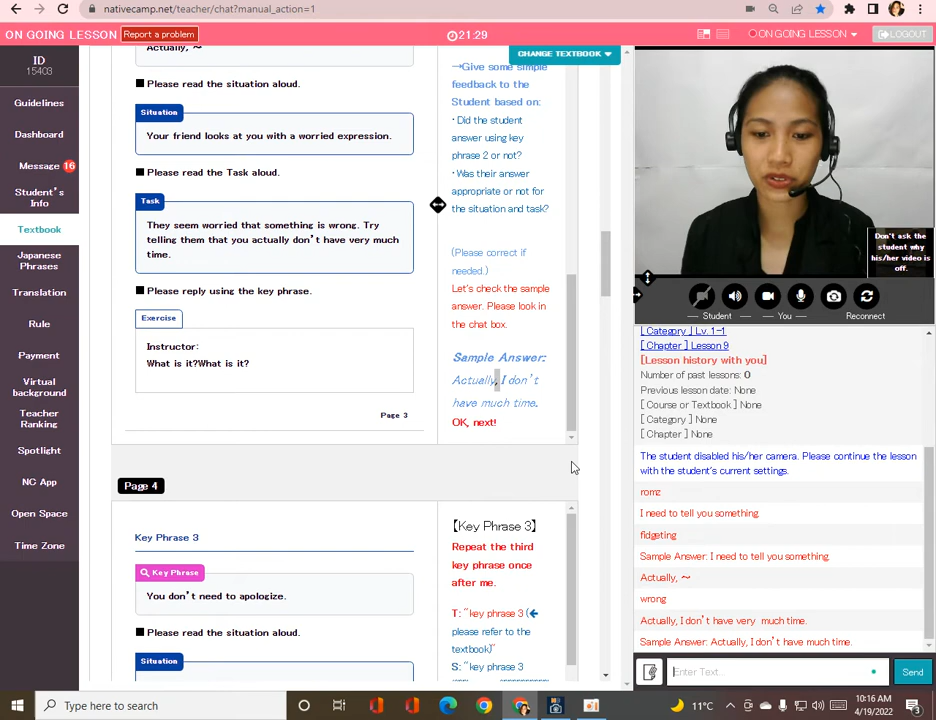 nativecamp.net/teacher/chat?manual_action=1
ON GOING LESSON
Report a problem
21:29
ON GOING LESSON
LOGOUT
ID
15403
Guidelines
Dashboard
Message 16
Student's
Info
Textbook
Japanese
Phrases
Translation
Rule
Payment
Virtual
background
Teacher
Ranking
Spotlight
NC App
Open Space
Time Zone
CHANGE TEXTBOOK
Actually, ~
■ Please read the situation aloud.
Situation
Your friend looks at you with a worried expression.
■ Please read the Task aloud.
Task
They seem worried that something is wrong. Try
telling them that you actually don't have very much
time.
■ Please reply using the key phrase.
Exercise
Instructor:
What is it?What is it?
Page 3
→Give some simple
feedback to the
Student based on:
・Did the student
answer using key
phrase 2 or not?
・Was their answer
appropriate or not for
the situation and task?
(Please correct if
needed.)
Let's check the sample
answer. Please look in
the chat box.
Sample Answer:
Actually, I don't
have much time.
OK, next!
Page 4
Key Phrase 3
Key Phrase
You don't need to apologize.
■ Please read the situation aloud.
Situation
【Key Phrase 3】
Repeat the third
key phrase once
after me.
T: "key phrase 3 (←
please refer to the
textbook)"
S: "key phrase 3
Don't ask the
student why
his/her video is
off.
Student
You
Reconnect
[ Category ] Lv. 1-1
[ Chapter ] Lesson 9
[Lesson history with you]
Number of past lessons: 0
Previous lesson date: None
[ Course or Textbook ] None
[ Category ] None
[ Chapter ] None
The student disabled his/her camera. Please continue the lesson
with the student's current settings.
romz
I need to tell you something.
fidgeting
Sample Answer: I need to tell you something.
Actually, ～
wrong
Actually, I don't have very much time.
Sample Answer: Actually, I don't have much time.
Enter Text...
Send
Type here to search
11°C
10:16 AM
4/19/2022
3